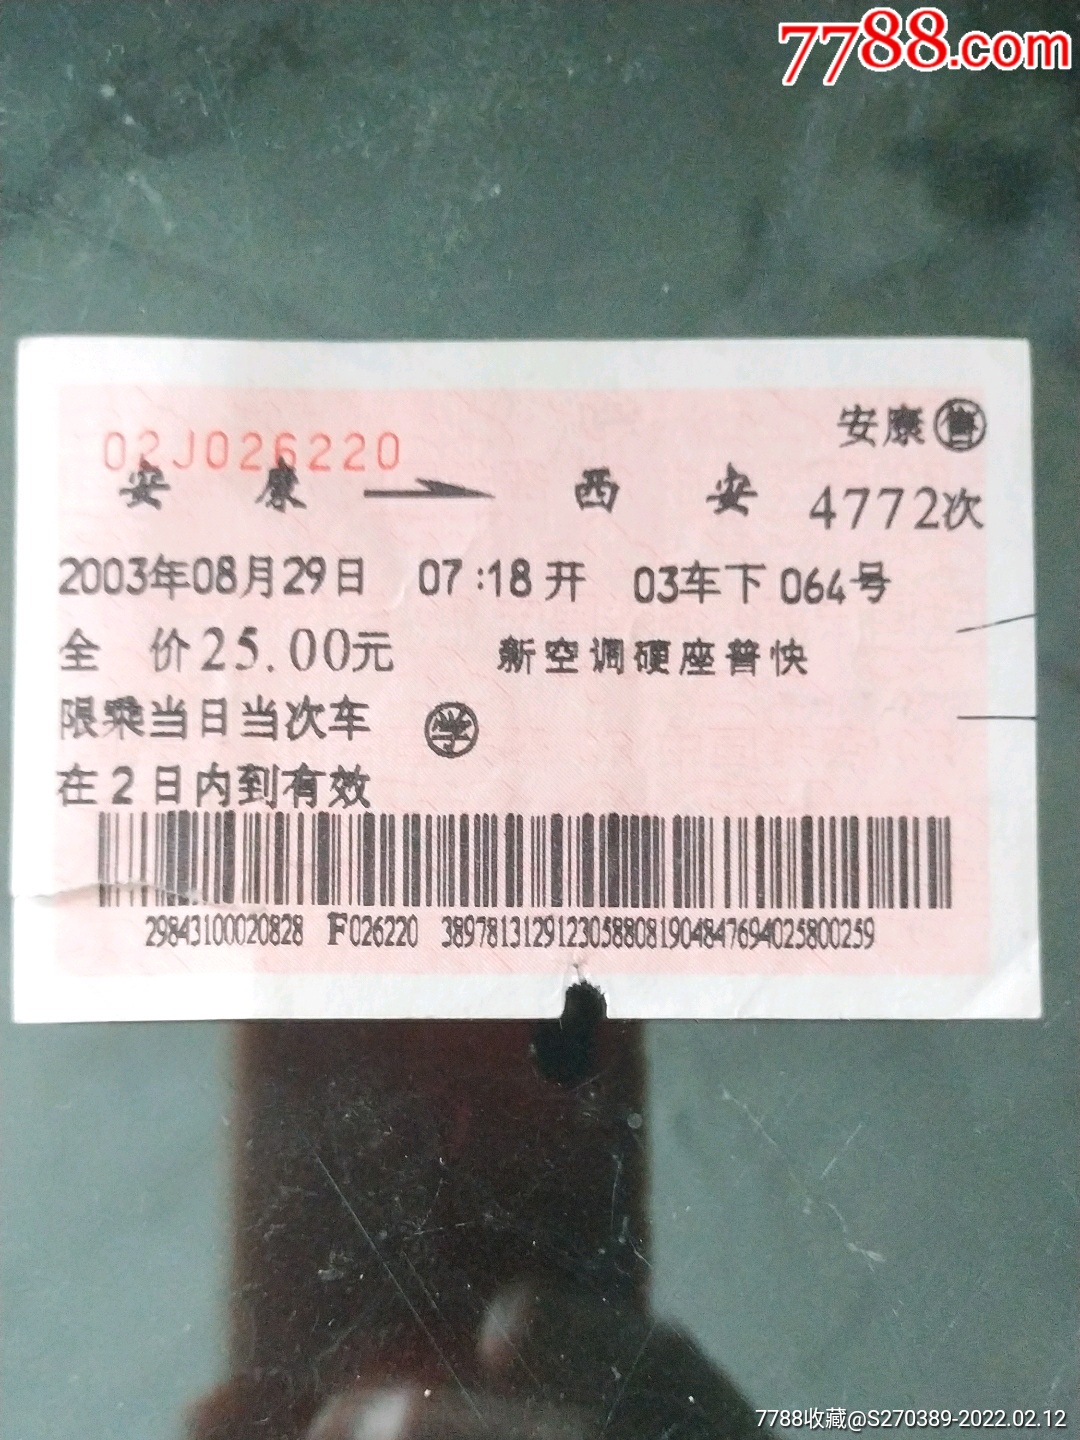 7788.com
安康售
02J026220
安康 西安 4772次
2003年08月29日 07:18开 03车下064号
全 价25.00元 新空调硬座普快
限乘当日当次车 学
在2日内到有效
29843100020828 F026220 38978131291230588081904847694025800259
7788收藏@S270389-2022.02.12